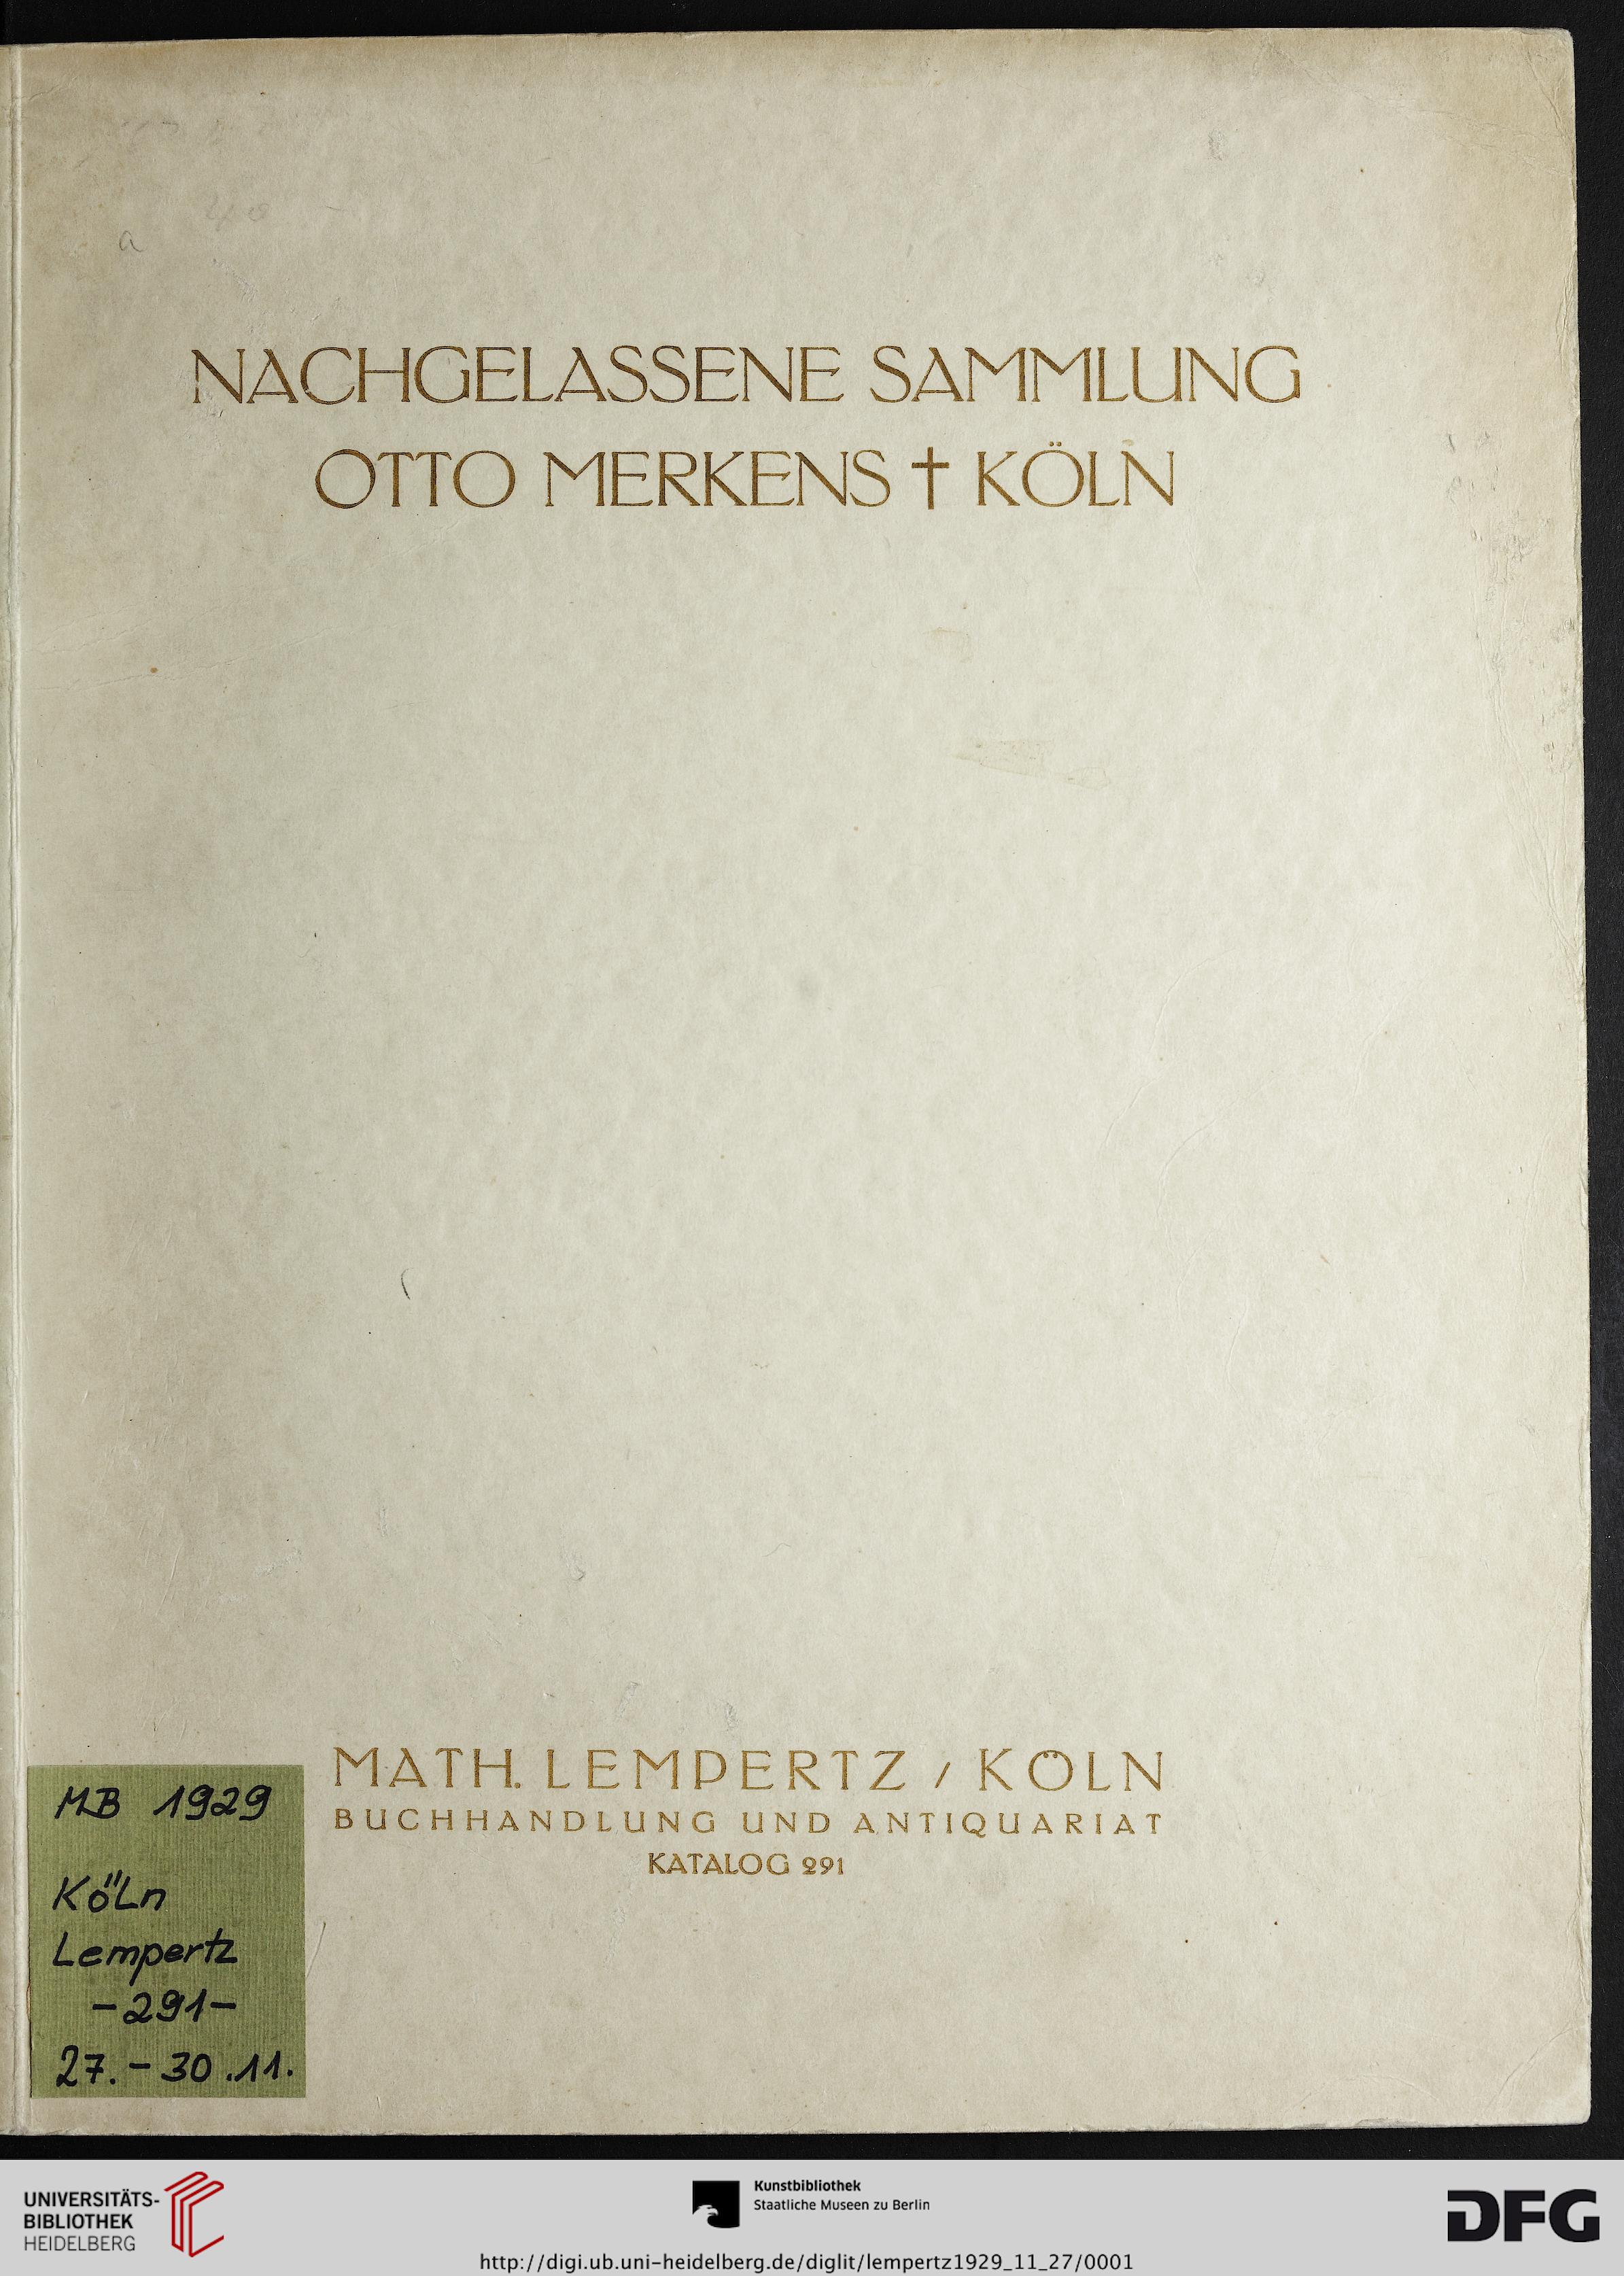 a
NACHGELASSENE SAMMLUNG
OTTO MERKENS † KÖLN
MATH. LEMPERTZ / KÖLN
BUCHHANDLUNG UND ANTIQUARIAT
KATALOG 291
MB 1929
Köln
Lempertz
-291-
27.-30.11.
UNIVERSITÄTS-
BIBLIOTHEK
HEIDELBERG
Kunstbibliothek
Staatliche Museen zu Berlin
DFG
http://digi.ub.uni-heidelberg.de/diglit/lempertz1929_11_27/0001